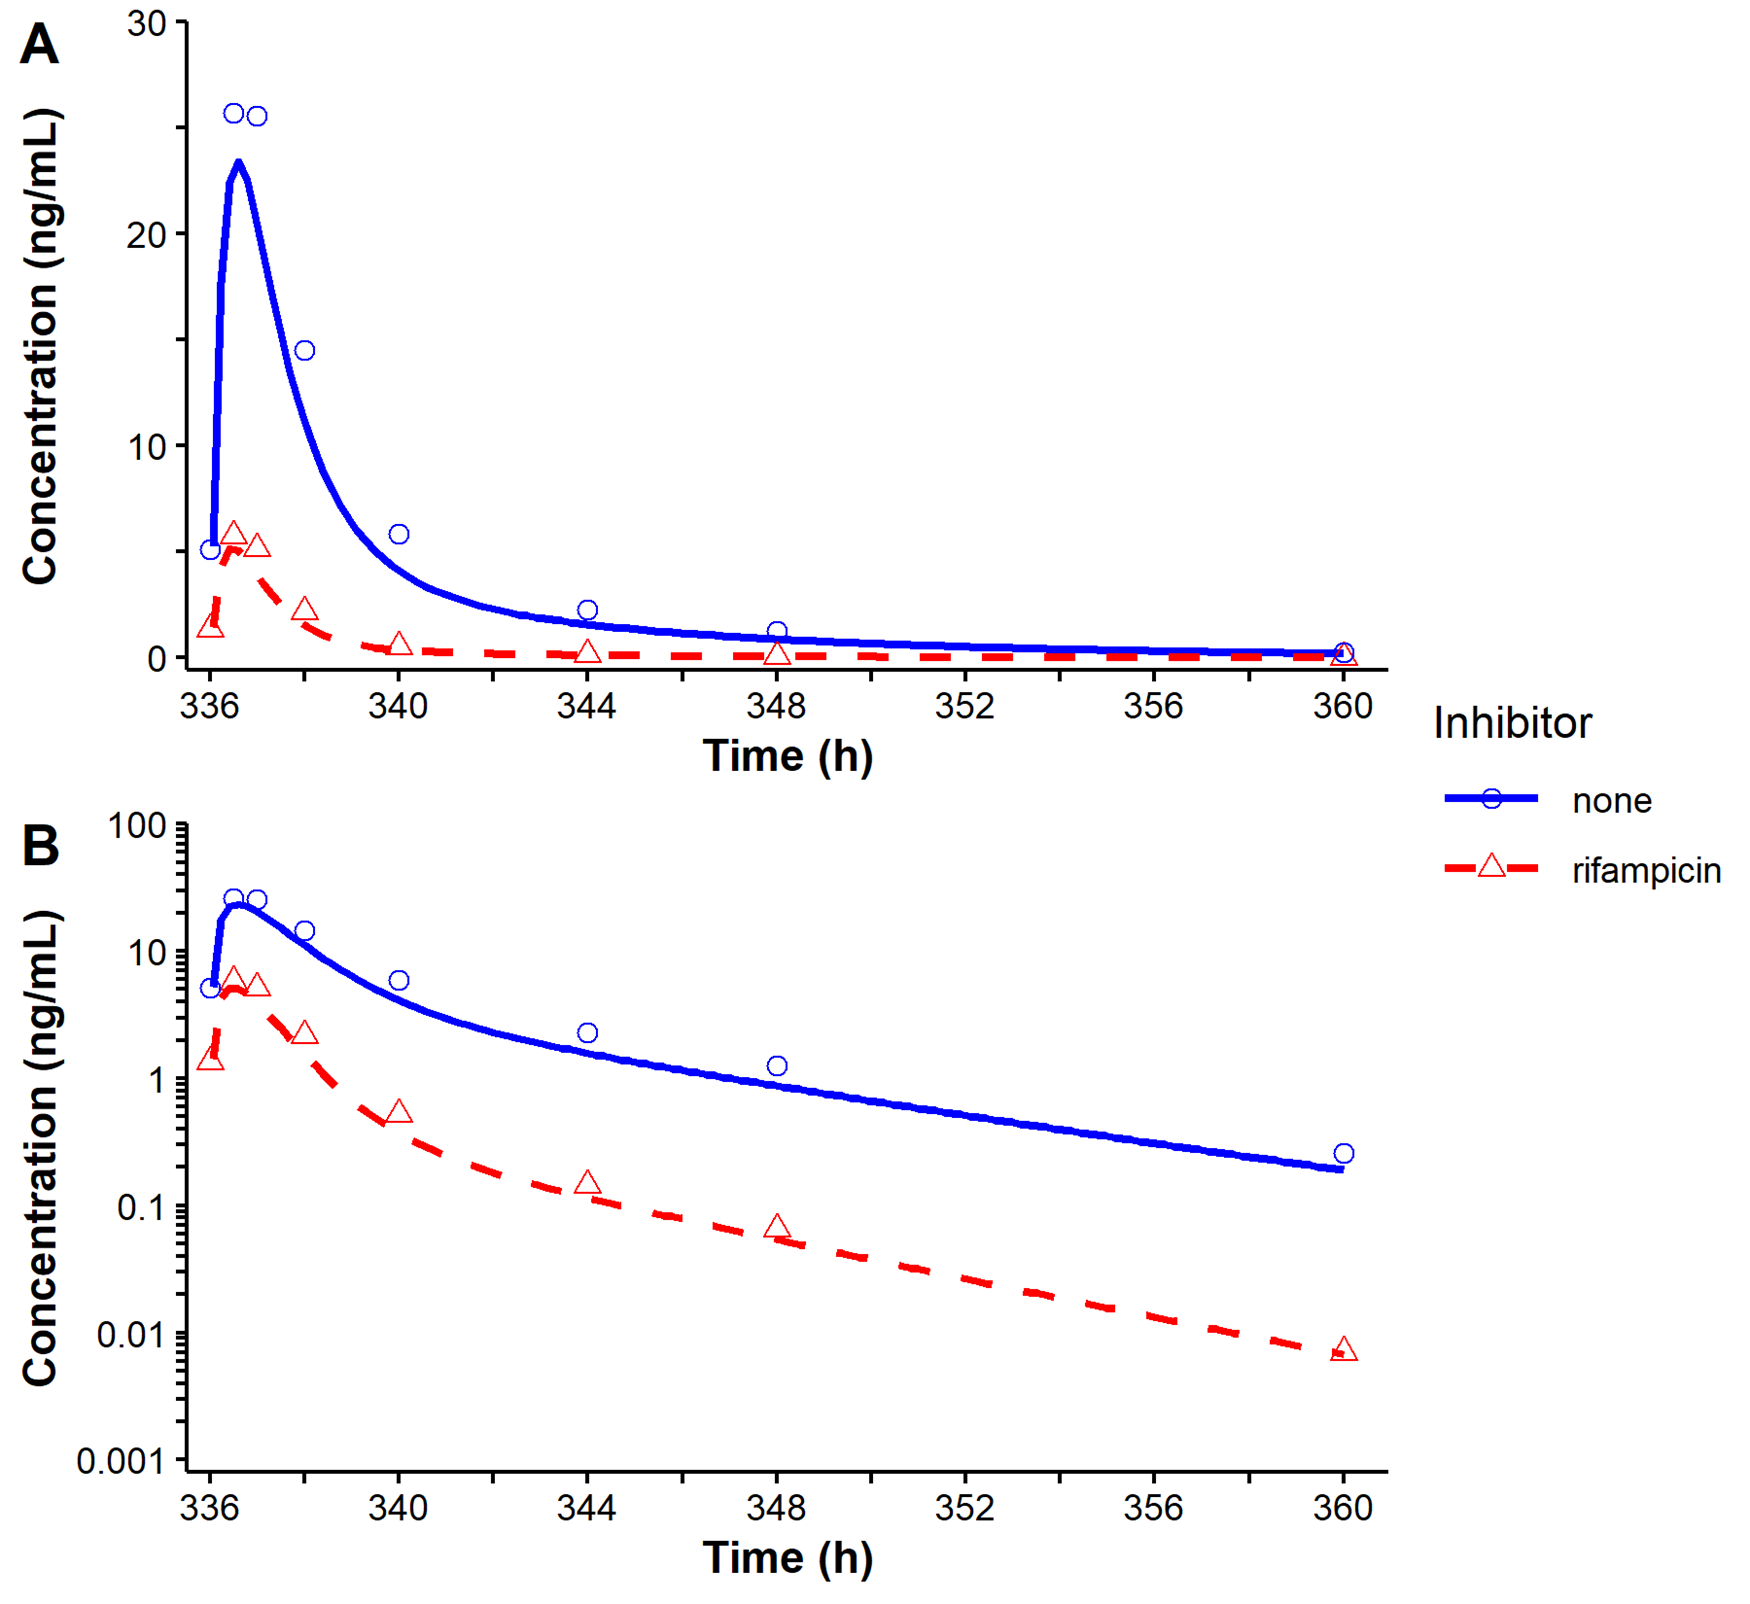 A
Concentration (ng/mL)
30
20
10
0
336 340 344 348 352 356 360
Time (h)
Inhibitor
none
rifampicin
B
Concentration (ng/mL)
100
10
1
0.1
0.01
0.001
336 340 344 348 352 356 360
Time (h)